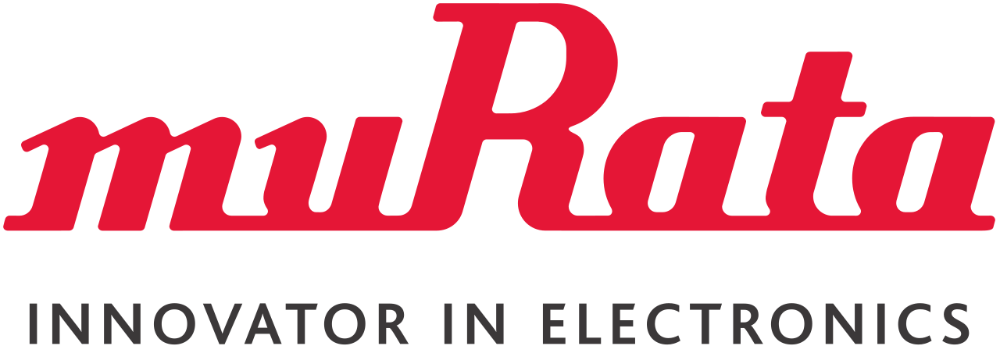 muRata
INNOVATOR IN ELECTRONICS